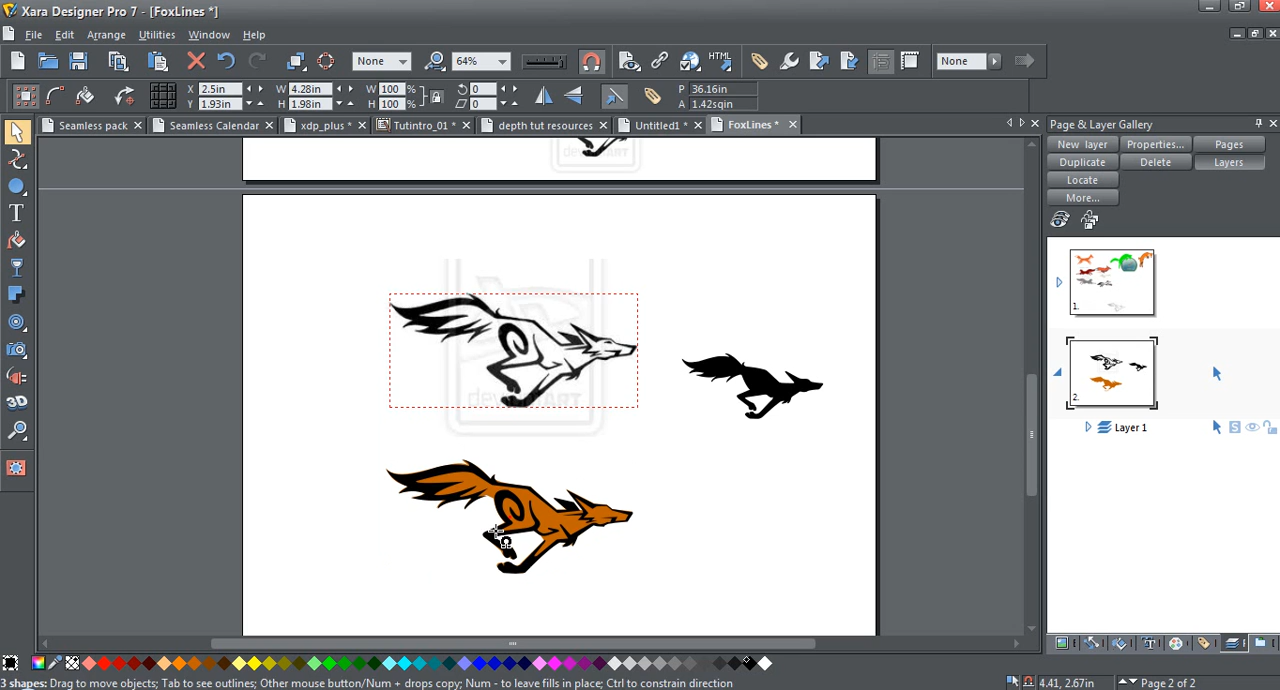 Xara Designer Pro 7 - [FoxLines *]
File Edit Arrange Utilities Window Help
None 64% HTML None
X 2.5in W 4.28in W 100 % 0 P 36.16in
Y 1.93in H 1.98in H 100 % 0 A 1.42sqin
Seamless pack Seamless Calendar xdp_plus * Tutintro_01 * depth tut resources Untitled1 * FoxLines *
Page & Layer Gallery
New layer Properties... Pages
Duplicate Delete Layers
Locate
More...
1.
2.
Layer 1
T
3D
3 shapes: Drag to move objects; Tab to see outlines; Other mouse button/Num + drops copy; Num - to leave fills in place; Ctrl to constrain direction
4.41, 2.67in Page 2 of 2